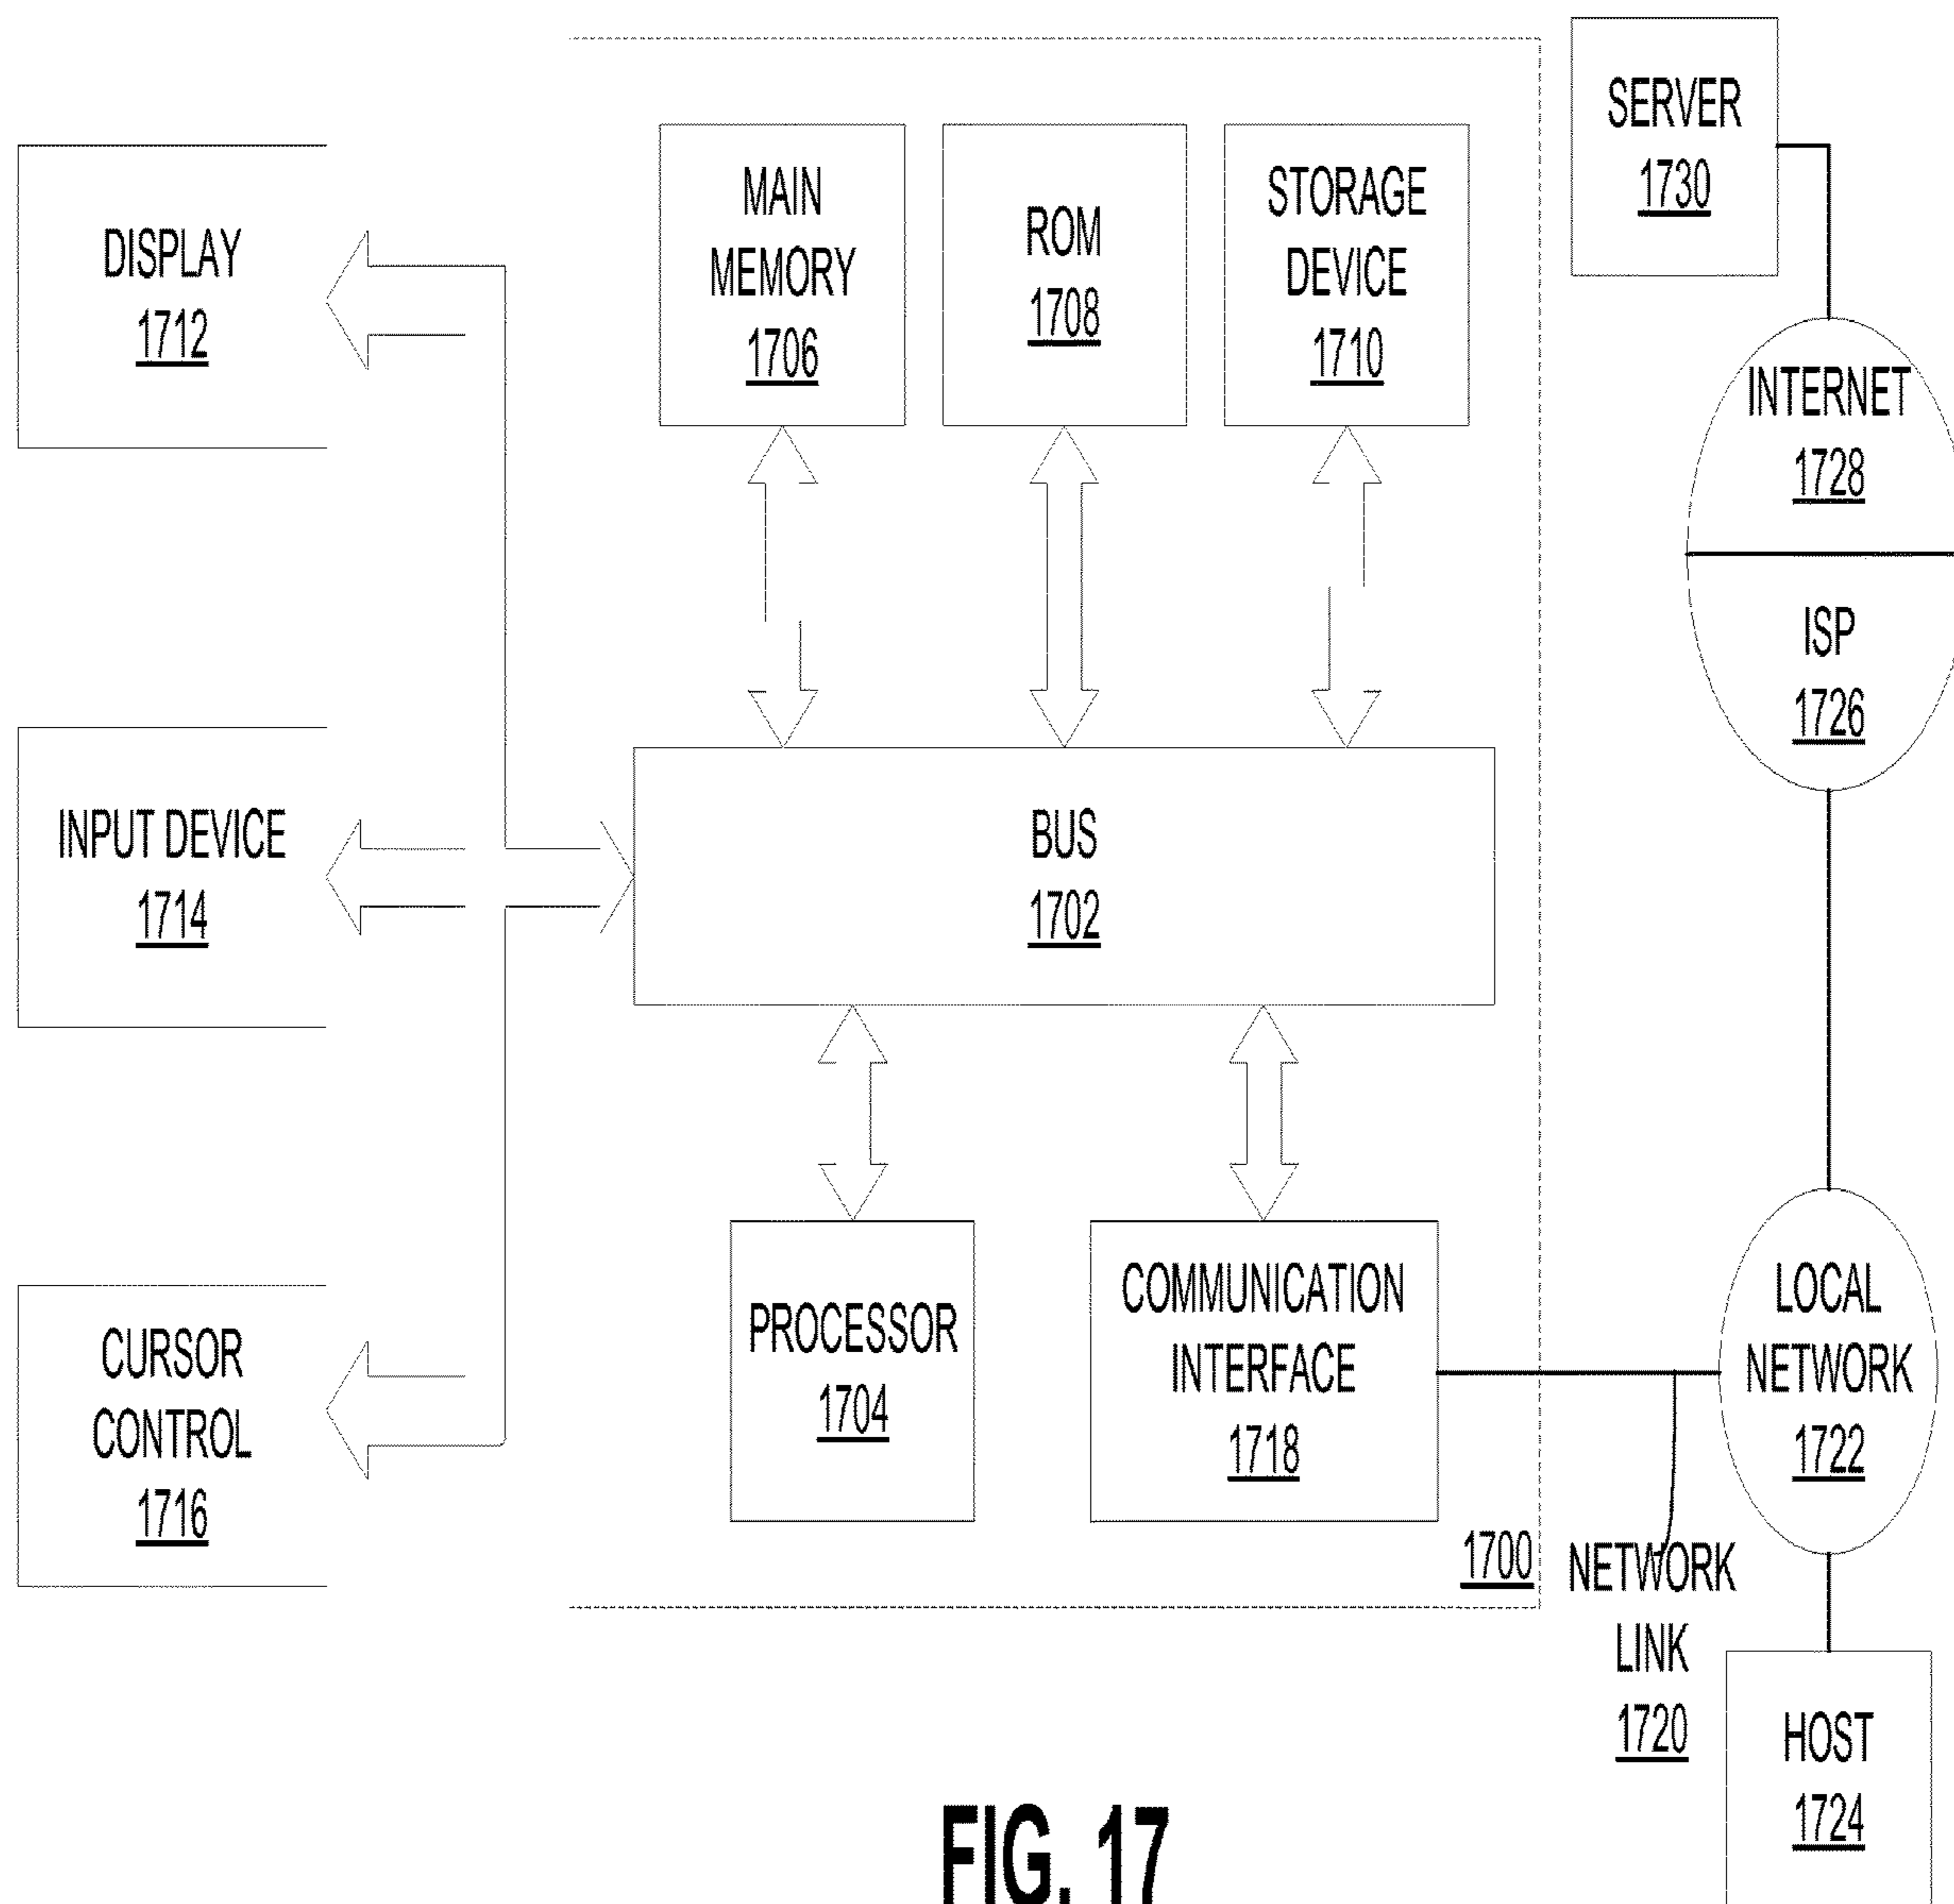 DISPLAY
1712
INPUT DEVICE
1714
CURSOR
CONTROL
1716
MAIN
MEMORY
1706
ROM
1708
STORAGE
DEVICE
1710
BUS
1702
PROCESSOR
1704
COMMUNICATION
INTERFACE
1718
1700
SERVER
1730
INTERNET
1728
ISP
1726
LOCAL
NETWORK
1722
NETWORK
LINK
1720
HOST
1724
FIG. 17